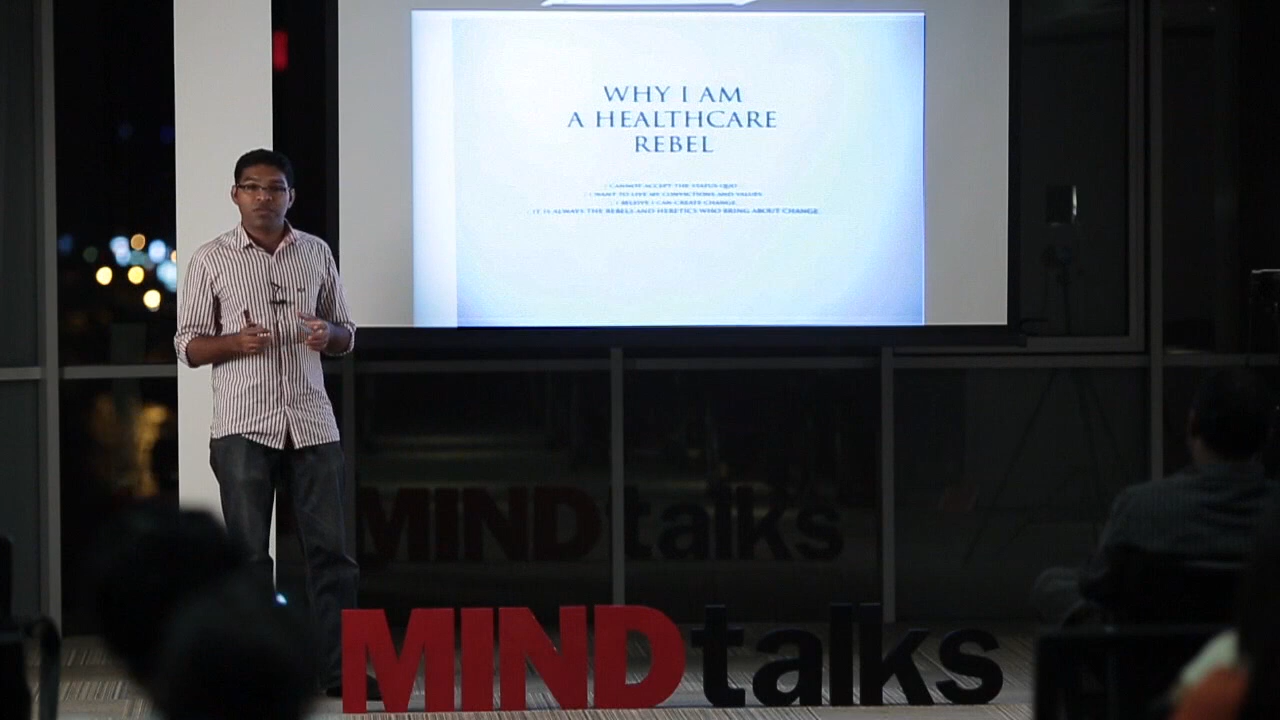 WHY I AM
A HEALTHCARE
REBEL
I CANNOT ACCEPT THE STATUS QUO
I WANT TO LIVE MY CONVICTIONS AND VALUES
I BELIEVE I CAN CREATE CHANGE
IT IS ALWAYS THE REBELS AND HERETICS WHO BRING ABOUT CHANGE
MINDtalks
MINDtalks